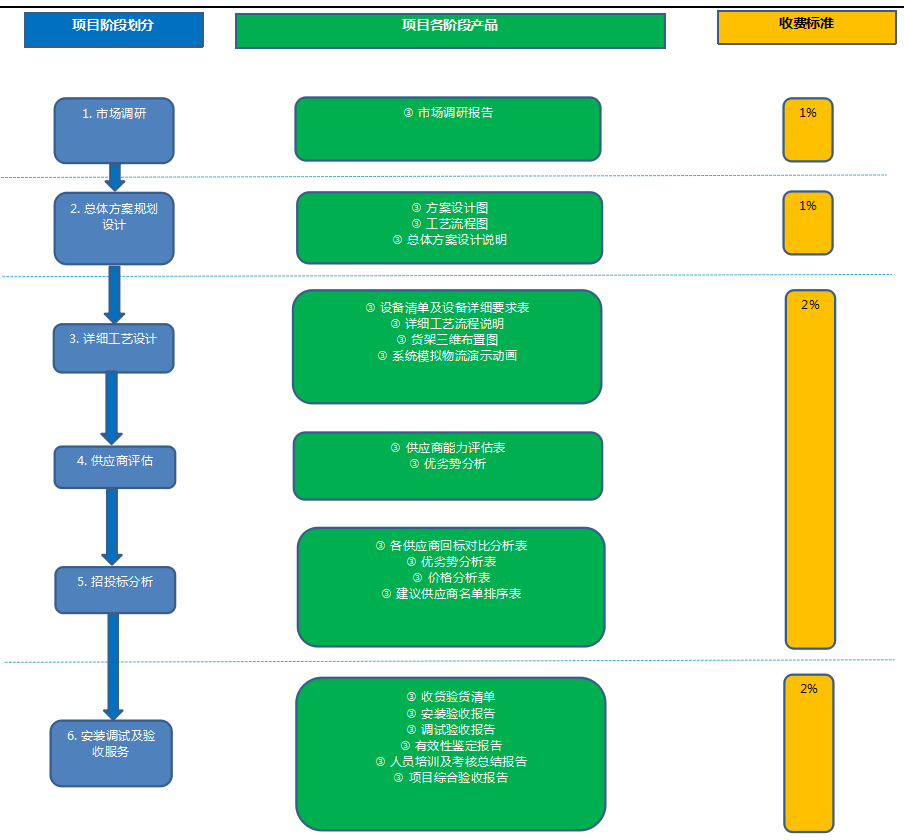 项目阶段划分
项目各阶段产品
收费标准
1. 市场调研
③ 市场调研报告
1%
2. 总体方案规划
设计
③ 方案设计图
③ 工艺流程图
③ 总体方案设计说明
1%
3. 详细工艺设计
③ 设备清单及设备详细要求表
③ 详细工艺流程说明
③ 货架三维布置图
③ 系统模拟物流演示动画
2%
4. 供应商评估
③ 供应商能力评估表
③ 优劣势分析
5. 招投标分析
③ 各供应商回标对比分析表
③ 优劣势分析表
③ 价格分析表
③ 建议供应商名单排序表
6. 安装调试及验
收服务
③ 收货验货清单
③ 安装验收报告
③ 调试验收报告
③ 有效性鉴定报告
③ 人员培训及考核总结报告
③ 项目综合验收报告
2%